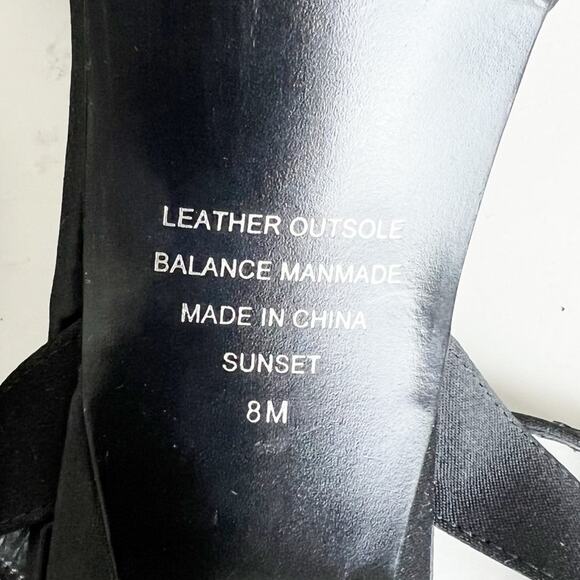 LEATHER OUTSOLE
BALANCE MANMADE
MADE IN CHINA
SUNSET
8M